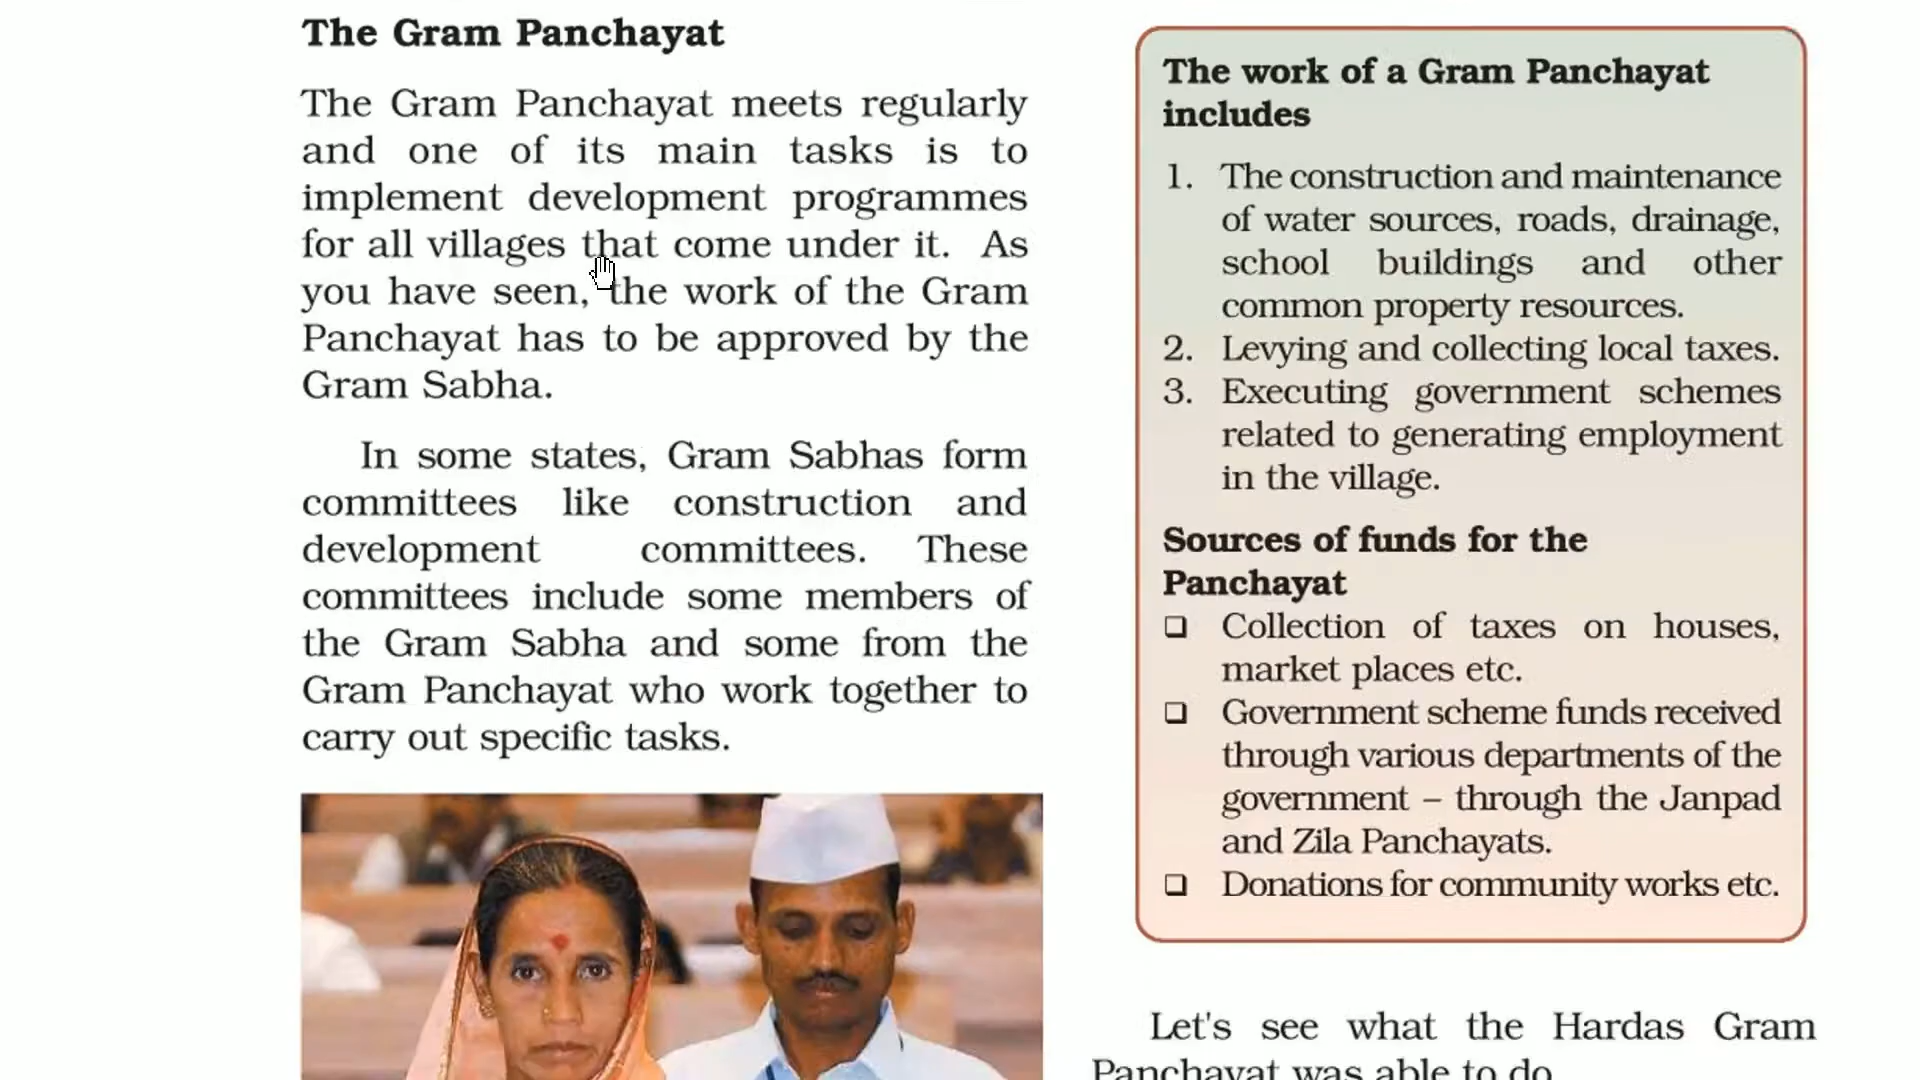 The Gram Panchayat
The Gram Panchayat meets regularly
and one of its main tasks is to
implement development programmes
for all villages that come under it. As
you have seen, the work of the Gram
Panchayat has to be approved by the
Gram Sabha.
In some states, Gram Sabhas form
committees like construction and
development committees. These
committees include some members of
the Gram Sabha and some from the
Gram Panchayat who work together to
carry out specific tasks.
The work of a Gram Panchayat
includes
1. The construction and maintenance
of water sources, roads, drainage,
school buildings and other
common property resources.
2. Levying and collecting local taxes.
3. Executing government schemes
related to generating employment
in the village.
Sources of funds for the
Panchayat
❑ Collection of taxes on houses,
market places etc.
❑ Government scheme funds received
through various departments of the
government – through the Janpad
and Zila Panchayats.
❑ Donations for community works etc.
Let's see what the Hardas Gram
Panchayat was able to do